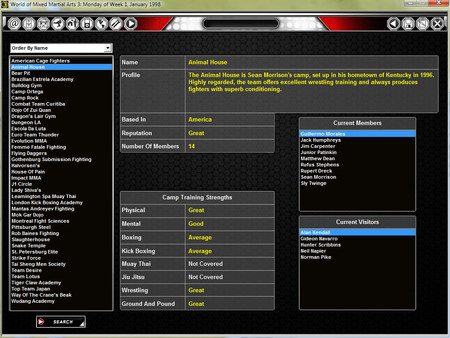 World of Mixed Martial Arts 3: Monday of Week 1, January 1998
Order By Name
American Cage Fighters
Animal House
Bear Pit
Brazilian Estrela Academy
Bulldog Gym
Camp Ortega
Camp Rock
Combat Team Curitiba
Dojo Of Zui Quan
Dragon's Lair Gym
Dungeon LA
Escola Da Luta
Euro Team Thunder
Evolution MMA
Femme Fatale Fighting
Flying Daggers
Gothenburg Submission Fighting
Halvorsen's
House Of Pain
Impact MMA
J1 Circle
Lady Shiva's
Leamington Spa Muay Thai
London Kick Boxing Academy
Mantas Andreyev Fighting
Mok Gar Dojo
Montreal Fight Sciences
Pittsburgh Steel
Rob Baines Fighting
Slaughterhouse
Snake Temple
St. Petersburg Elite
Strike Force
Tai Sheng Men Society
Team Desire
Team Lotus
Tiger Claw Academy
Top Team Japan
Way Of The Crane's Beak
Wudang Academy
SEARCH
Name Animal House
Profile The Animal House is Sean Morrison's camp, set up in his hometown of Kentucky in 1996.
Highly regarded, the team offers excellent wrestling training and always produces
fighters with superb conditioning.
Based In America
Reputation Great
Number Of Members 14
Camp Training Strengths
Physical Great
Mental Good
Boxing Average
Kick Boxing Average
Muay Thai Not Covered
Jiu Jitsu Not Covered
Wrestling Great
Ground And Pound Great
Current Members
Guillermo Morales
Jack Humphreys
Jim Carpenter
Junior Patinkin
Matthew Dean
Rufus Stephens
Rupert Dreck
Sean Morrison
Sly Twinge
Current Visitors
Alan Kendall
Gideon Navarro
Hunter Scribbins
Neil Napier
Norman Pike